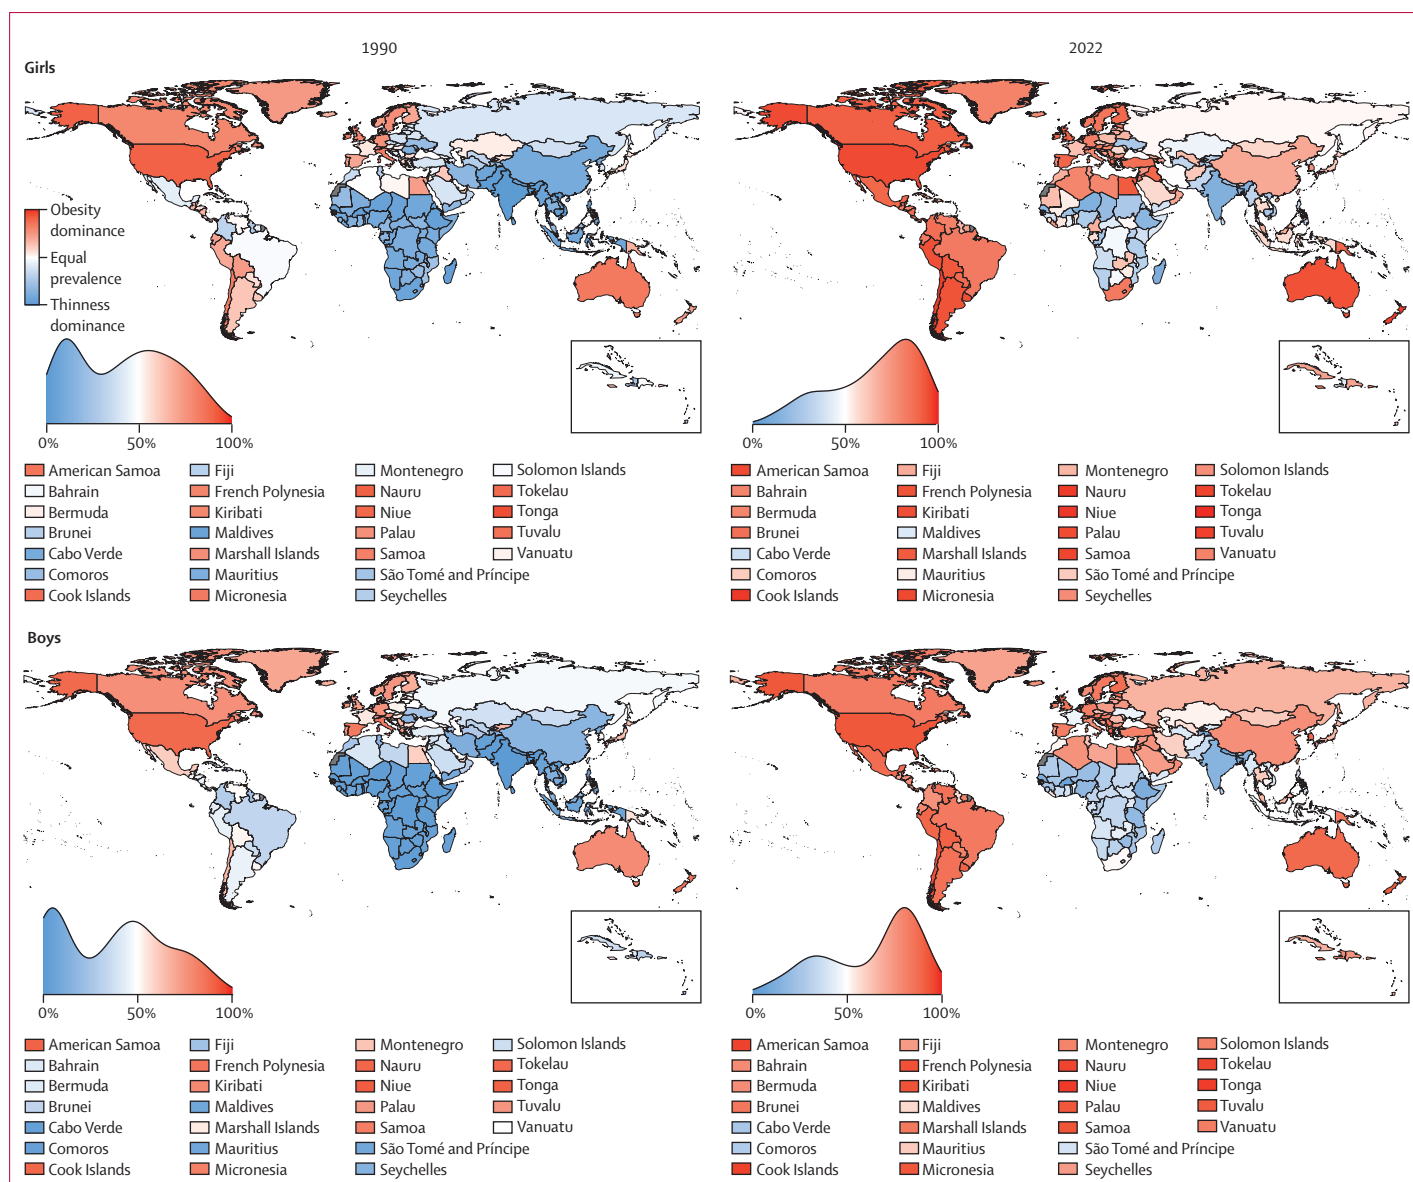 1990
2022
Girls
Obesity
dominance
Equal
prevalence
Thinness
dominance
0%
50%
100%
0%
50%
100%
American Samoa
Bahrain
Bermuda
Brunei
Cabo Verde
Comoros
Cook Islands
Fiji
French Polynesia
Kiribati
Maldives
Marshall Islands
Mauritius
Micronesia
Montenegro
Nauru
Niue
Palau
Samoa
São Tomé and Príncipe
Seychelles
Solomon Islands
Tokelau
Tonga
Tuvalu
Vanuatu
American Samoa
Bahrain
Bermuda
Brunei
Cabo Verde
Comoros
Cook Islands
Fiji
French Polynesia
Kiribati
Maldives
Marshall Islands
Mauritius
Micronesia
Montenegro
Nauru
Niue
Palau
Samoa
São Tomé and Príncipe
Seychelles
Solomon Islands
Tokelau
Tonga
Tuvalu
Vanuatu
Boys
0%
50%
100%
0%
50%
100%
American Samoa
Bahrain
Bermuda
Brunei
Cabo Verde
Comoros
Cook Islands
Fiji
French Polynesia
Kiribati
Maldives
Marshall Islands
Mauritius
Micronesia
Montenegro
Nauru
Niue
Palau
Samoa
São Tomé and Príncipe
Seychelles
Solomon Islands
Tokelau
Tonga
Tuvalu
Vanuatu
American Samoa
Bahrain
Bermuda
Brunei
Cabo Verde
Comoros
Cook Islands
Fiji
French Polynesia
Kiribati
Maldives
Marshall Islands
Mauritius
Micronesia
Montenegro
Nauru
Niue
Palau
Samoa
São Tomé and Príncipe
Seychelles
Solomon Islands
Tokelau
Tonga
Tuvalu
Vanuatu